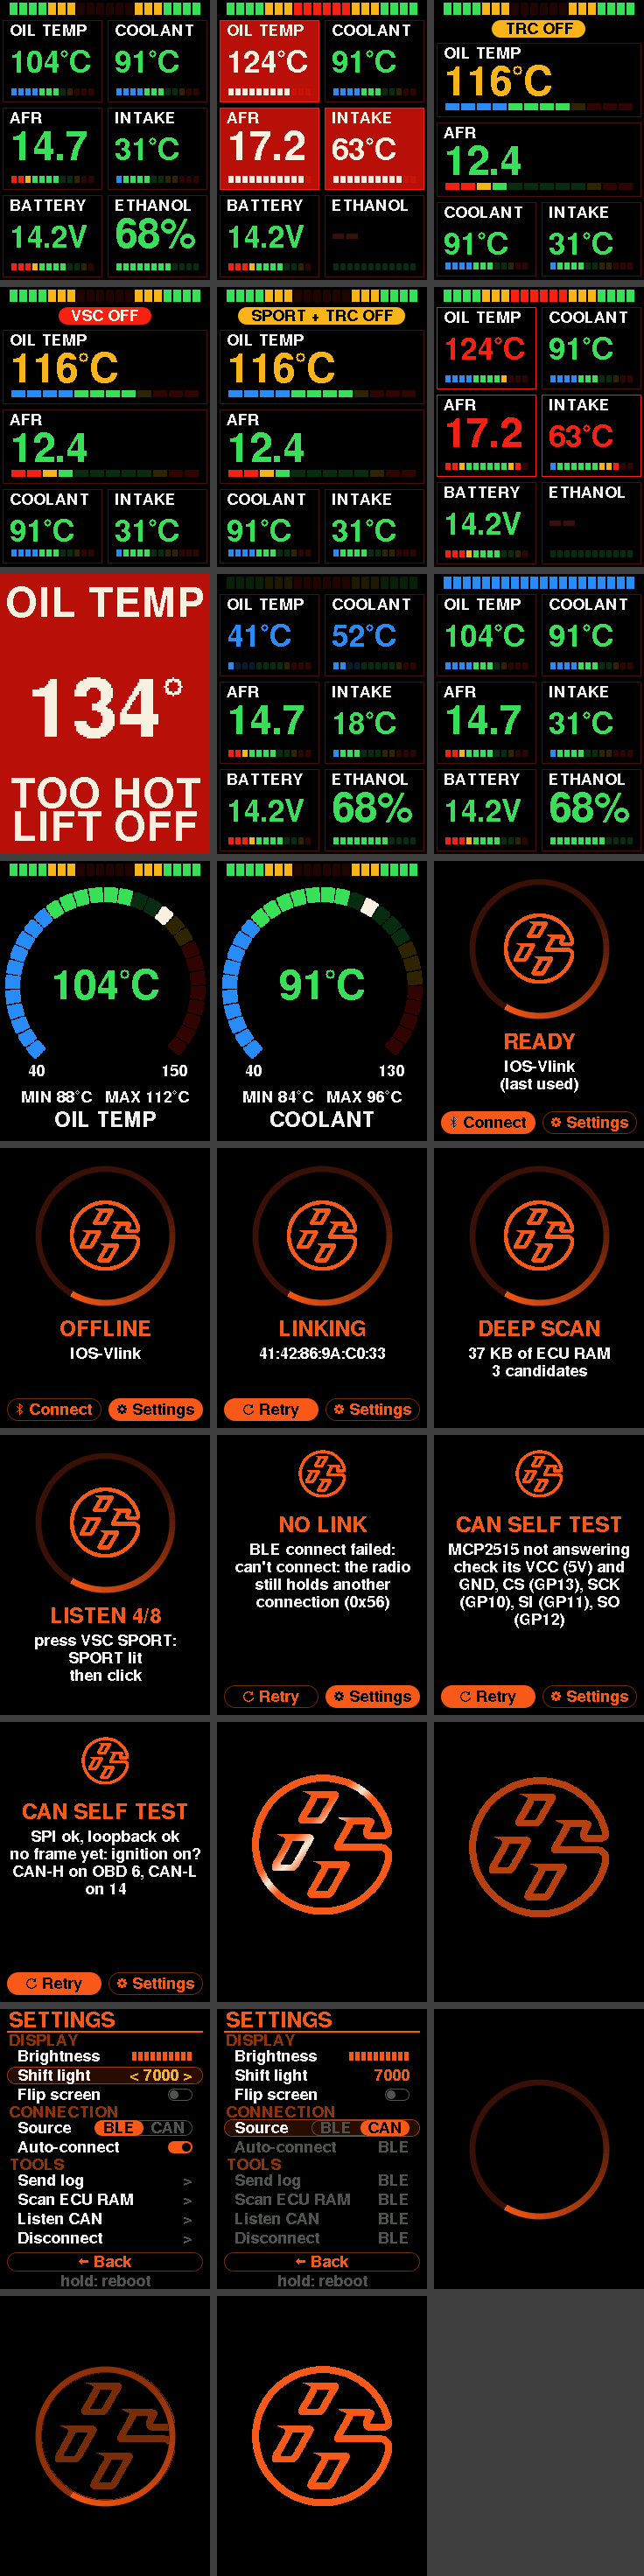 OIL TEMP COOLANT
104°C 91°C
AFR INTAKE
14.7 31°C
BATTERY ETHANOL
14.2V 68%
OIL TEMP COOLANT
124°C 91°C
AFR INTAKE
17.2 63°C
BATTERY ETHANOL
14.2V --
TRC OFF
OIL TEMP
116°C
AFR
12.4
COOLANT INTAKE
91°C 31°C
VSC OFF
OIL TEMP
116°C
AFR
12.4
COOLANT INTAKE
91°C 31°C
SPORT + TRC OFF
OIL TEMP
116°C
AFR
12.4
COOLANT INTAKE
91°C 31°C
OIL TEMP COOLANT
124°C 91°C
AFR INTAKE
17.2 63°C
BATTERY ETHANOL
14.2V --
OIL TEMP
134°
TOO HOT
LIFT OFF
OIL TEMP COOLANT
41°C 52°C
AFR INTAKE
14.7 18°C
BATTERY ETHANOL
14.2V 68%
OIL TEMP COOLANT
104°C 91°C
AFR INTAKE
14.7 31°C
BATTERY ETHANOL
14.2V 68%
104°C
40 150
MIN 88°C MAX 112°C
OIL TEMP
91°C
40 130
MIN 84°C MAX 96°C
COOLANT
READY
IOS-Vlink
(last used)
Connect Settings
OFFLINE
IOS-Vlink
Connect Settings
LINKING
41:42:86:9A:C0:33
Retry Settings
DEEP SCAN
37 KB of ECU RAM
3 candidates
LISTEN 4/8
press VSC SPORT:
SPORT lit
then click
NO LINK
BLE connect failed:
can't connect: the radio
still holds another
connection (0x56)
Retry Settings
CAN SELF TEST
MCP2515 not answering
check its VCC (5V) and
GND, CS (GP13), SCK
(GP10), SI (GP11), SO
(GP12)
Retry Settings
CAN SELF TEST
SPI ok, loopback ok
no frame yet: ignition on?
CAN-H on OBD 6, CAN-L
on 14
Retry Settings
SETTINGS
DISPLAY
Brightness
Shift light < 7000 >
Flip screen
CONNECTION
Source BLE CAN
Auto-connect
TOOLS
Send log >
Scan ECU RAM >
Listen CAN >
Disconnect >
← Back
hold: reboot
SETTINGS
DISPLAY
Brightness
Shift light 7000
Flip screen
CONNECTION
Source BLE CAN
Auto-connect BLE
TOOLS
Send log BLE
Scan ECU RAM BLE
Listen CAN BLE
Disconnect BLE
← Back
hold: reboot